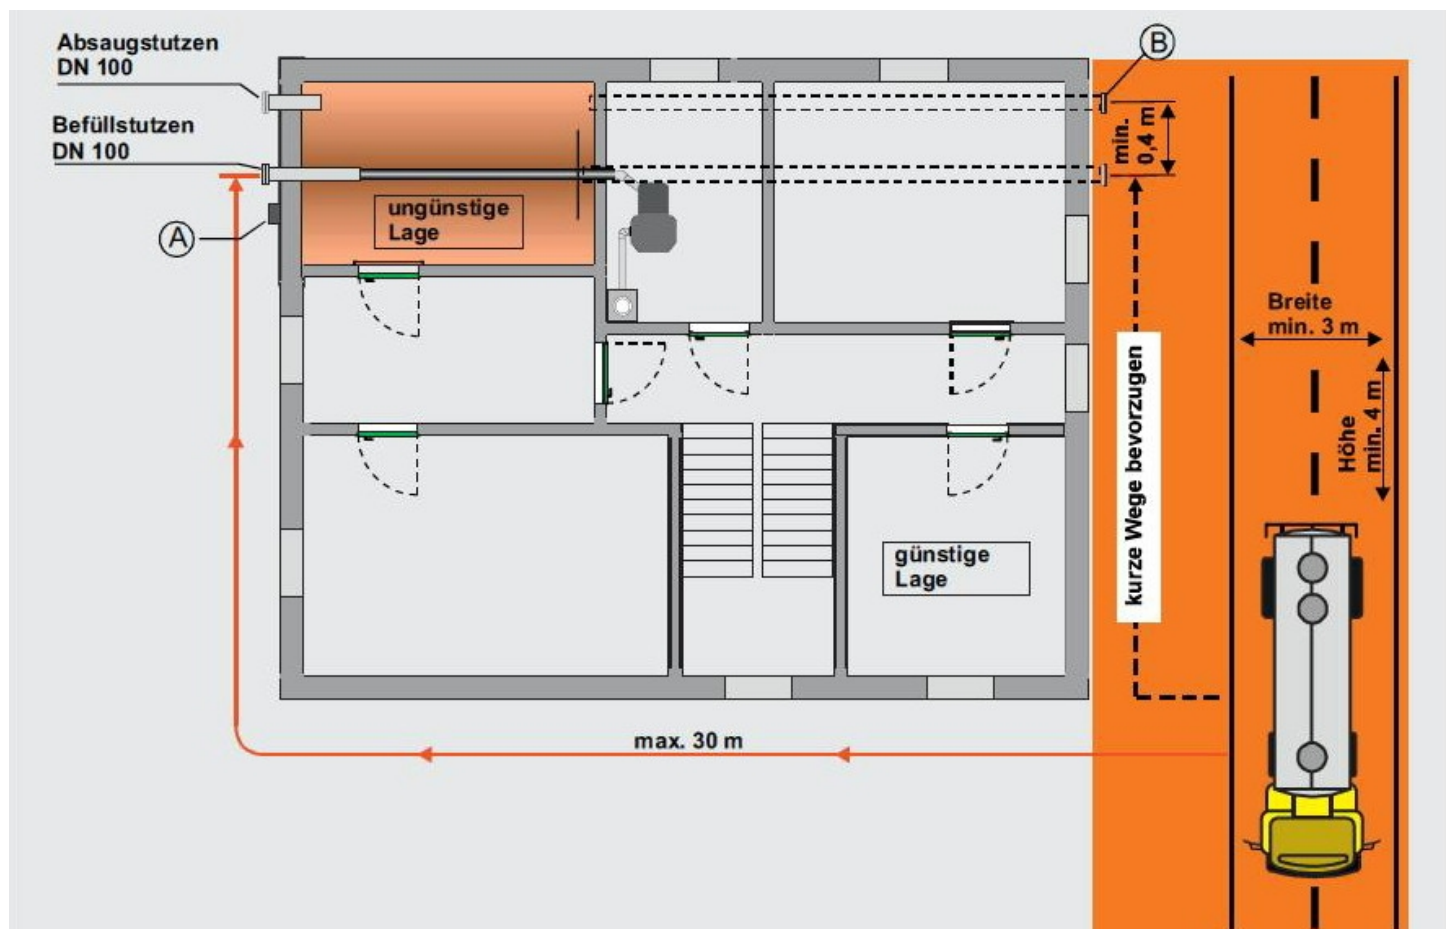 Absaugstutzen
DN 100
Befüllstutzen
DN 100
A
B
min.
0,4 m
ungünstige
Lage
Breite
min. 3 m
Höhe
min. 4 m
kurze Wege bevorzugen
günstige
Lage
max. 30 m